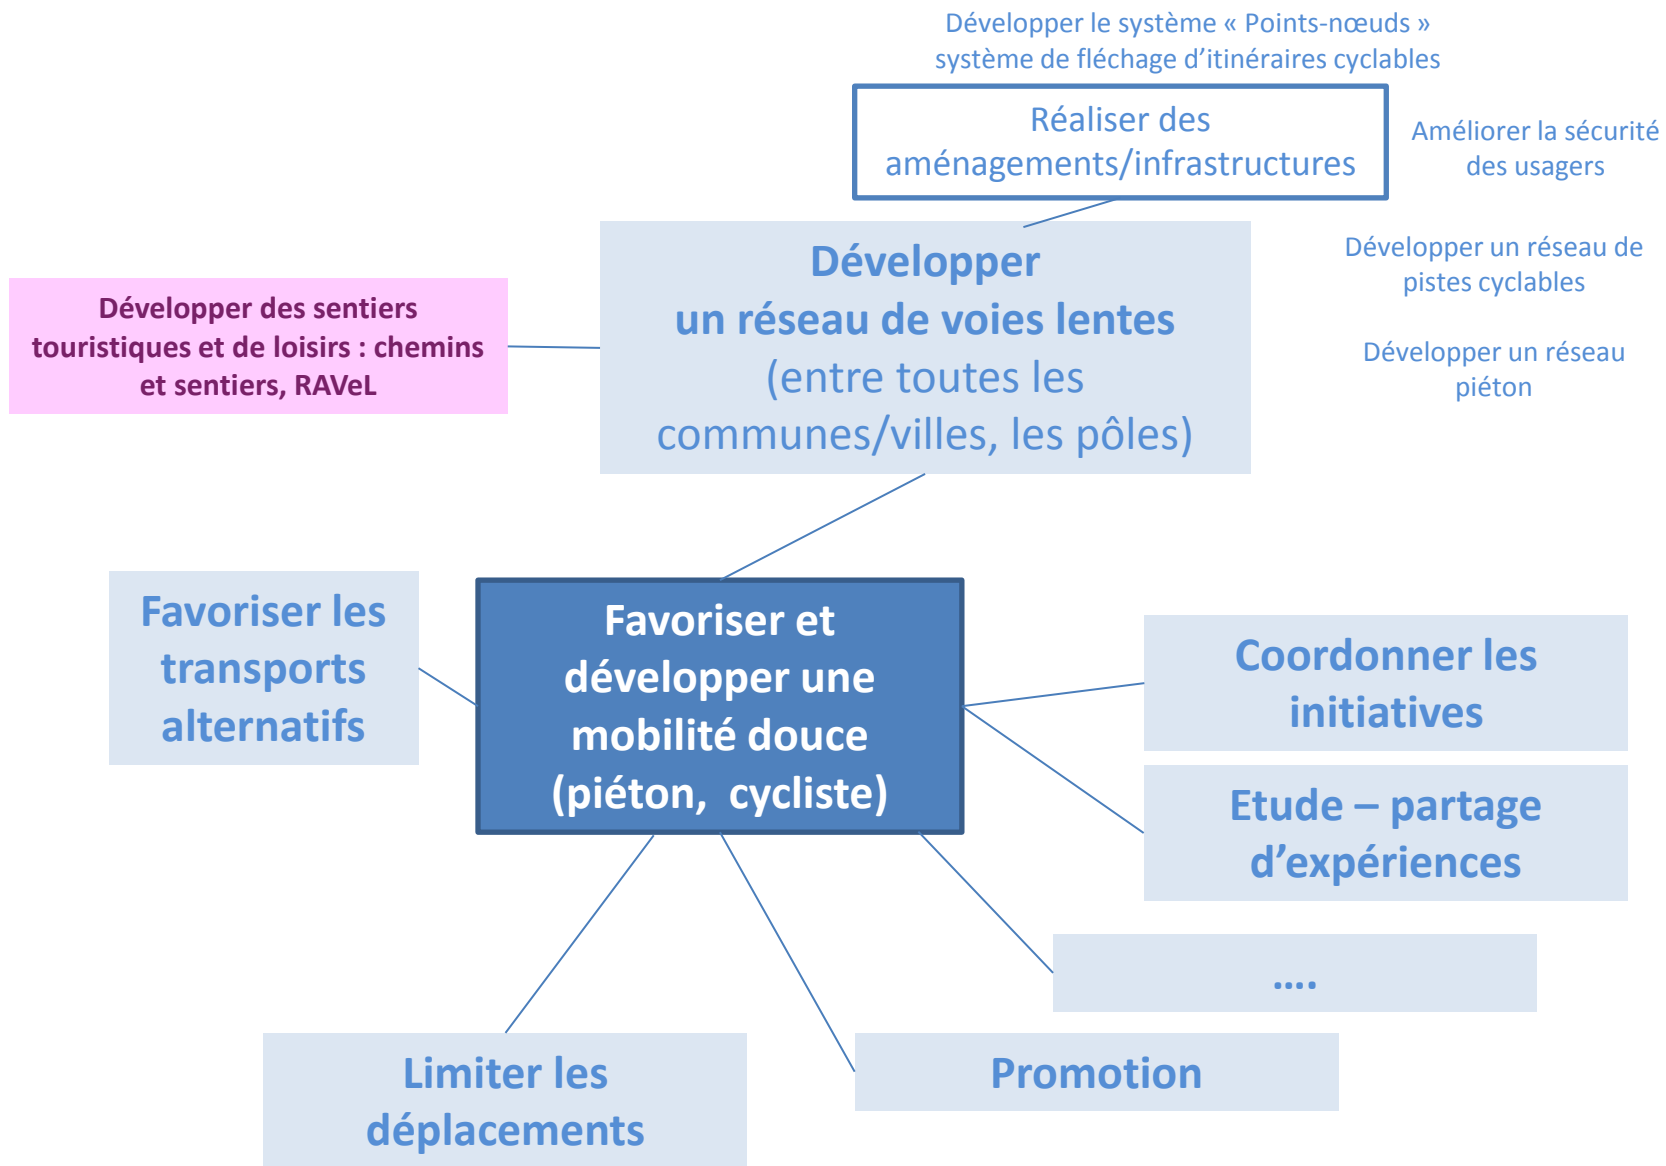 Développer le système « Points-nœuds »
système de fléchage d'itinéraires cyclables
Réaliser des
aménagements/infrastructures
Améliorer la sécurité
des usagers
Développer
un réseau de voies lentes
(entre toutes les
communes/villes, les pôles)
Développer un réseau de
pistes cyclables
Développer un réseau
piéton
Développer des sentiers
touristiques et de loisirs : chemins
et sentiers, RAVeL
Favoriser les
transports
alternatifs
Favoriser et
développer une
mobilité douce
(piéton,  cycliste)
Coordonner les
initiatives
Etude – partage
d'expériences
....
Limiter les
déplacements
Promotion